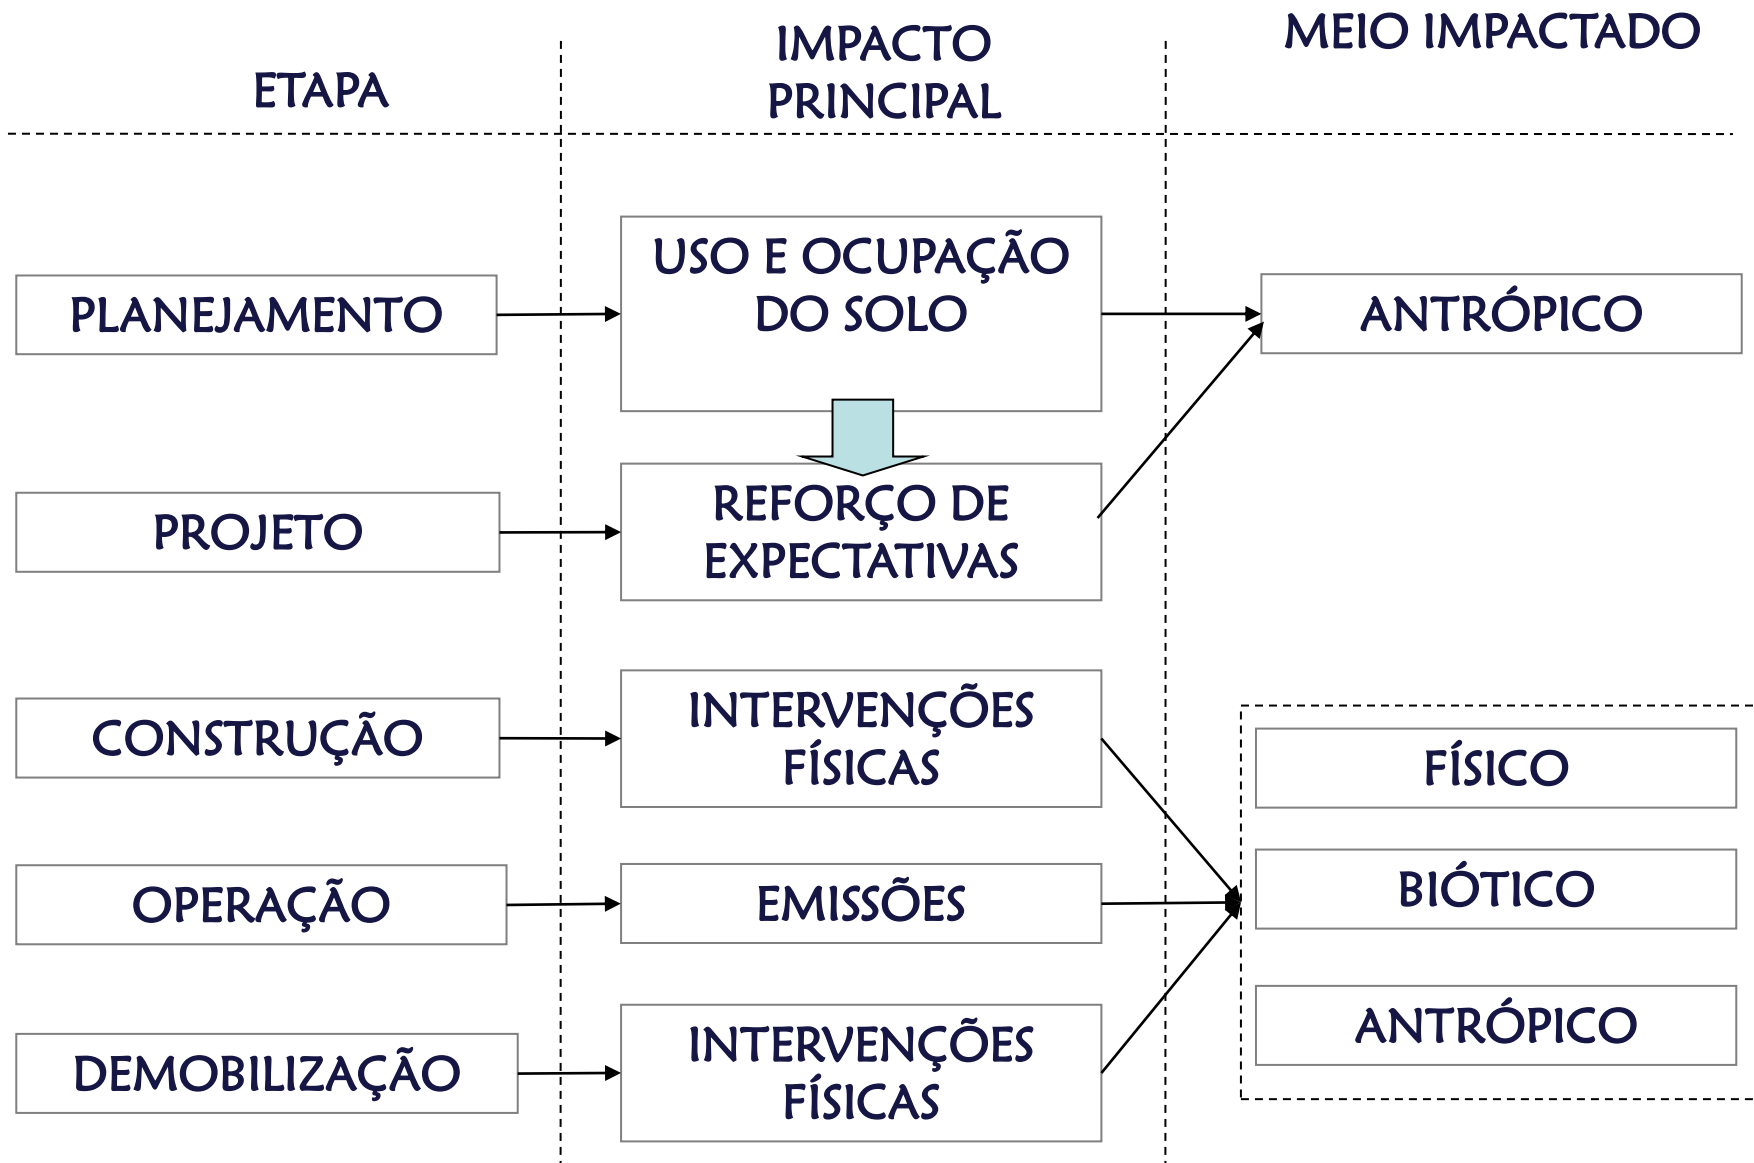 ETAPA
IMPACTO
PRINCIPAL
MEIO IMPACTADO
PLANEJAMENTO
USO E OCUPAÇÃO
DO SOLO
ANTRÓPICO
PROJETO
REFORÇO DE
EXPECTATIVAS
CONSTRUÇÃO
INTERVENÇÕES
FÍSICAS
OPERAÇÃO
EMISSÕES
DEMOBILIZAÇÃO
INTERVENÇÕES
FÍSICAS
FÍSICO
BIÓTICO
ANTRÓPICO